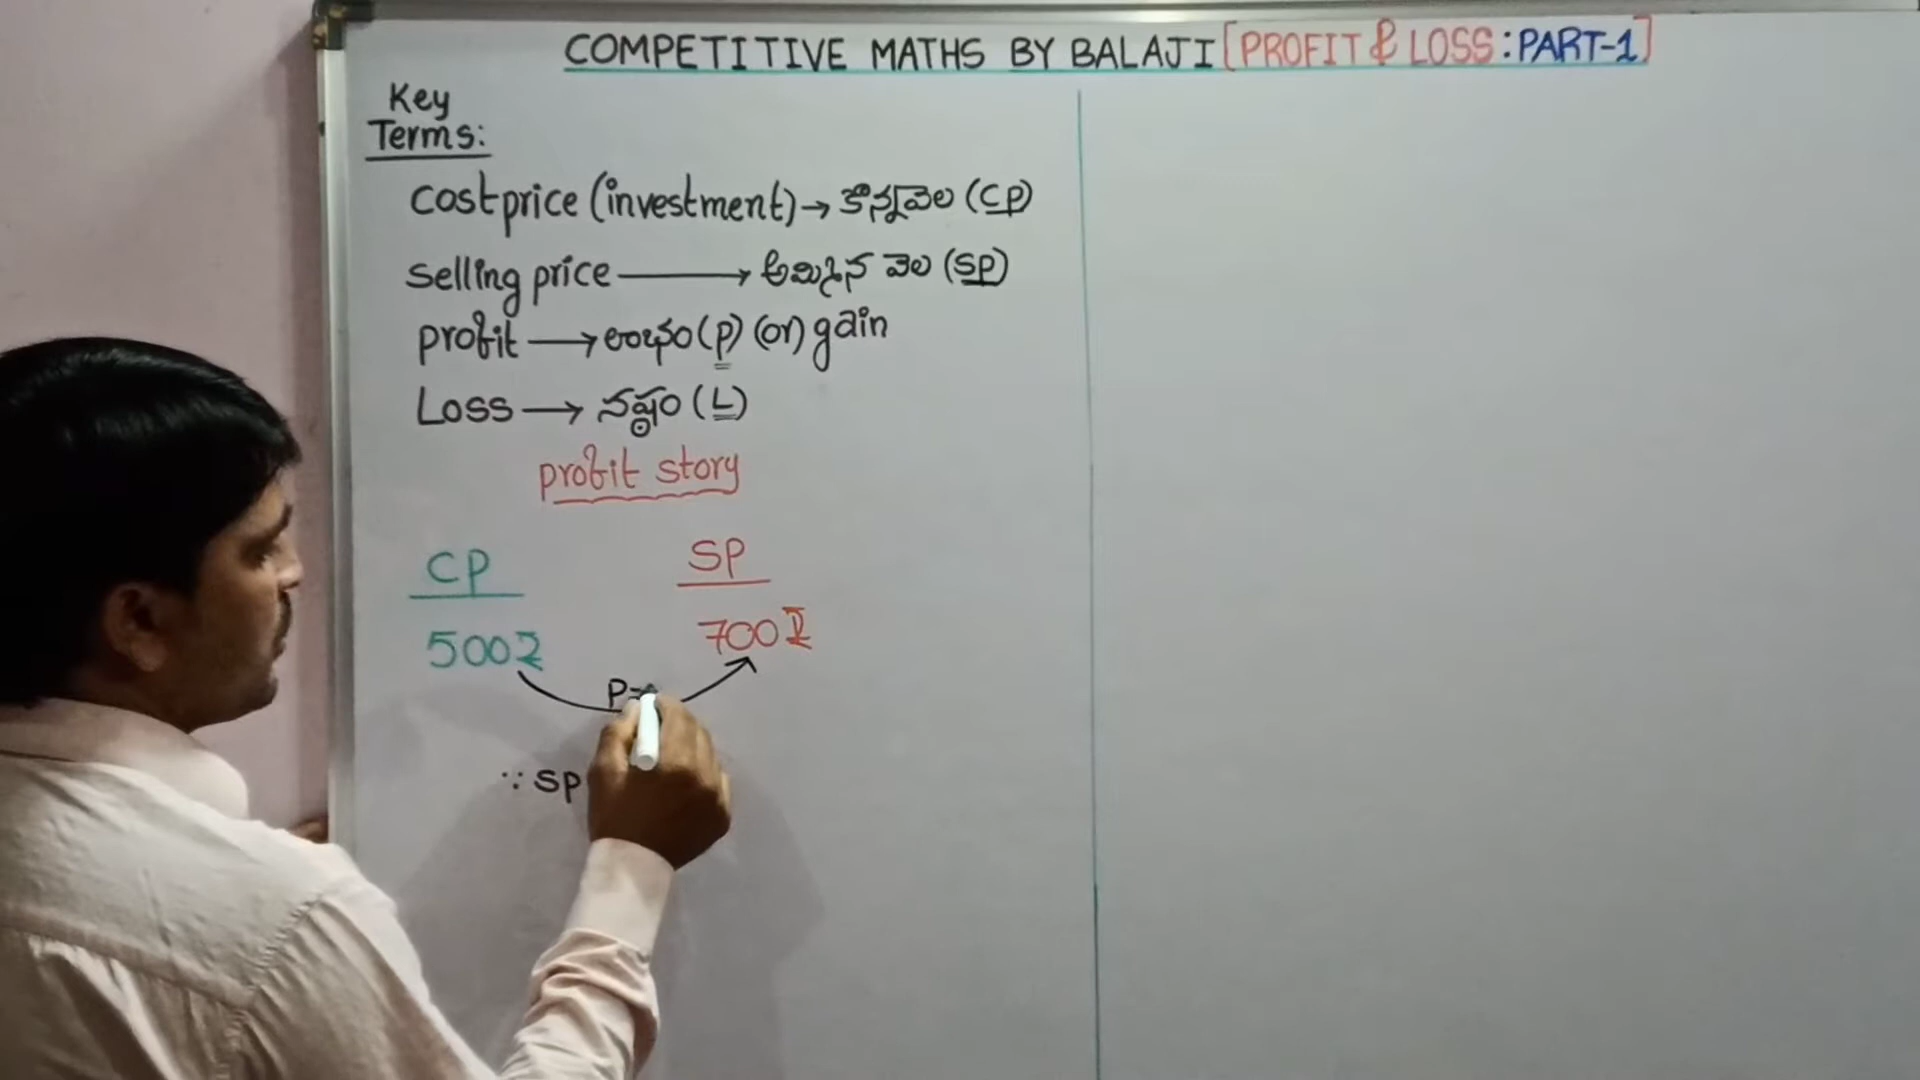 COMPETITIVE MATHS BY BALAJI [PROFIT & LOSS : PART-1]
Key
Terms:
Cost price (investment) → కొన్నవెల (CP)
Selling price → అమ్మిన వెల (SP)
Profit → లాభం (P) (or) gain
Loss → నష్టం (L)
Profit story
CP SP
500₹ 700₹
P=
∵ SP